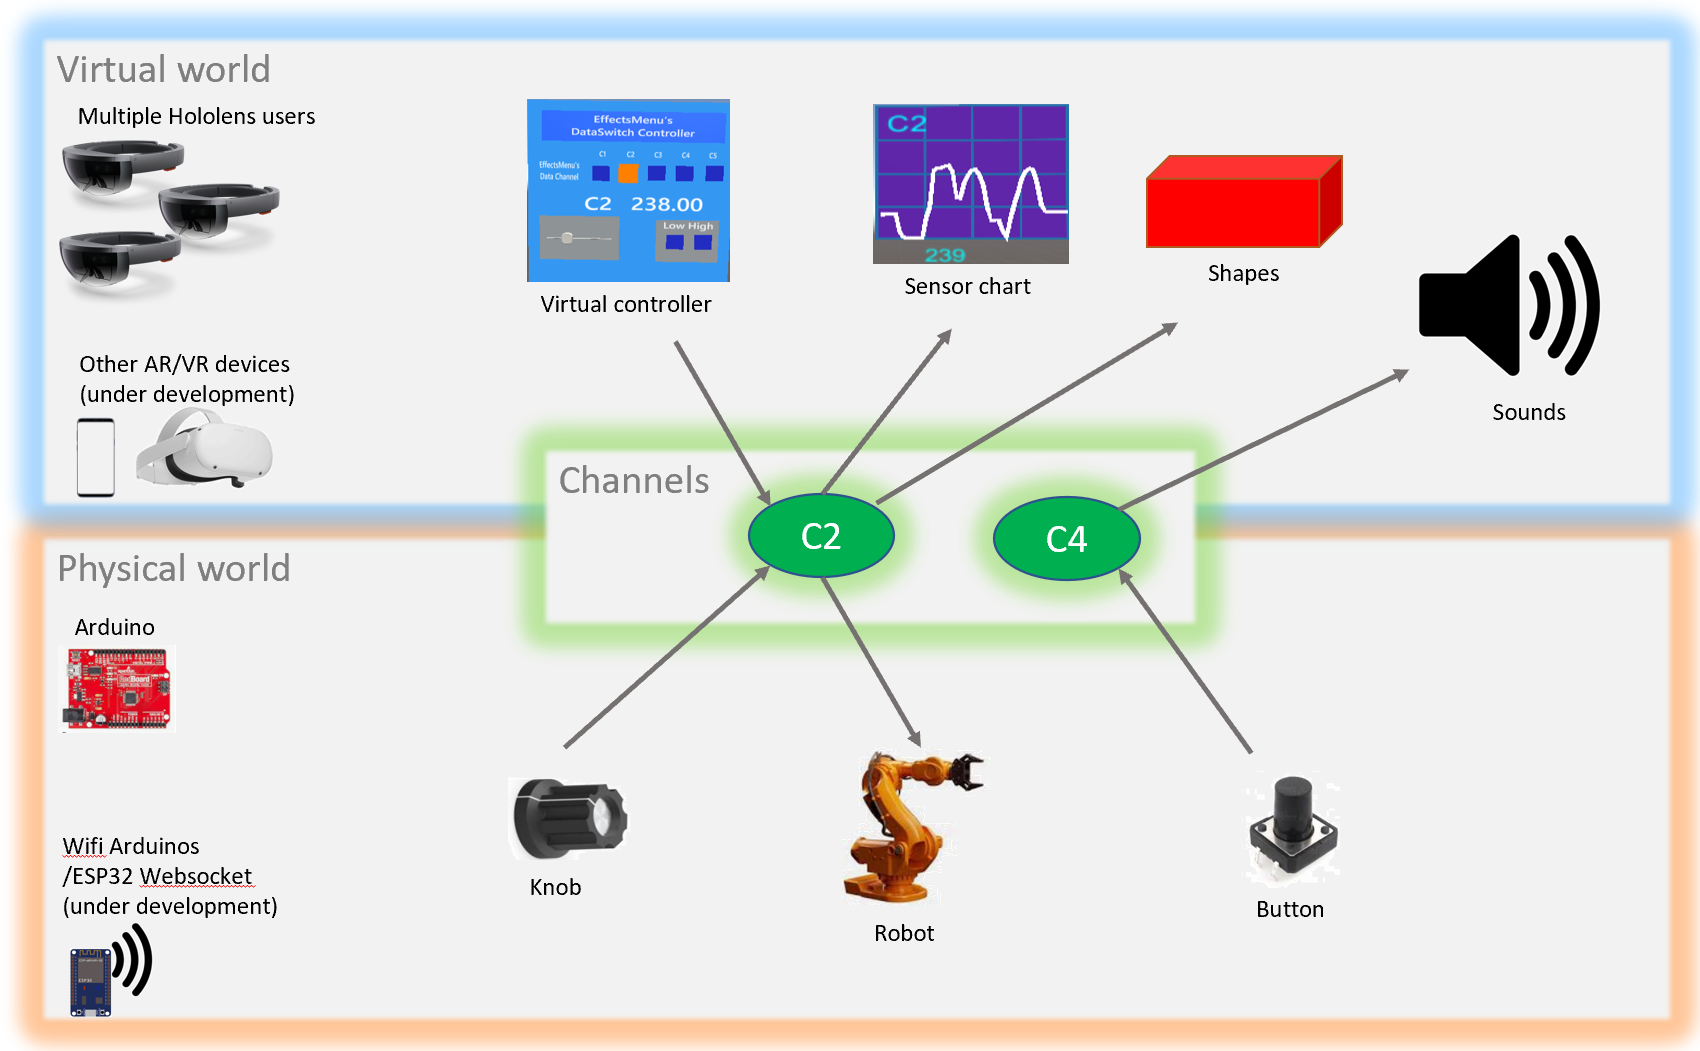 Virtual world
Multiple Hololens users
EffectsMenu's
DataSwitch Controller
C1 C2 C3 C4 C5
EffectsMenu's
Data Channel
C2 238.00
Low High
Virtual controller
C2
239
Sensor chart
Shapes
Sounds
Other AR/VR devices
(under development)
Channels
C2
C4
Physical world
Arduino
RedBoard
Knob
Robot
Button
Wifi Arduinos
/ESP32 Websocket
(under development)
ESP32